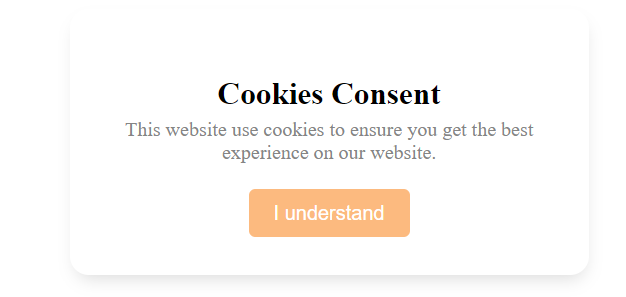 Cookies Consent
This website use cookies to ensure you get the best
experience on our website.
I understand